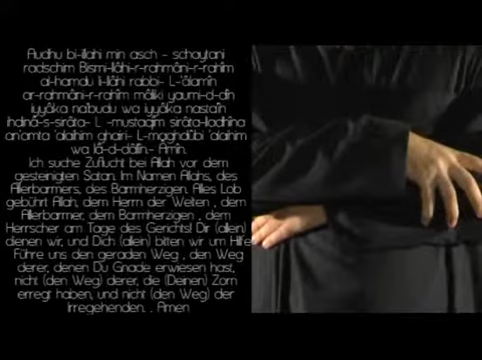 Audhu bi-illahi min asch - schaytani
radschim Bismi-llâhi-r-rahmâni-r-rahîm
al-hamdu li-llâhi rabbi- L-'âlamîn
ar-rahmâni-r-rahîm mâliki yaumi-d-dîn
iyyâka na'budu wa iyyâka nasta'în
ihdinâ-s-sirâta- L -mustaqîm sirâta-lladhîna
an'amta 'alaihim ghairi- L-maghdûbi 'alaihim
wa lâ-d-dâllîn- Amîn.
Ich suche Zuflucht bei Allah vor dem
gesteinigten Satan. Im Namen Allahs, des
Allerbarmers, des Barmherzigen. Alles Lob
gebührt Allah, dem Herrn der Welten , dem
Allerbarmer, dem Barmherzigen , dem
Herrscher am Tage des Gerichts! Dir (allein)
dienen wir, und Dich (allein) bitten wir um Hilfe
Führe uns den geraden Weg , den Weg
derer, denen Du Gnade erwiesen hast,
nicht (den Weg) derer, die (Deinen) Zorn
erregt haben, und nicht (den Weg) der
Irregehenden. . Amen